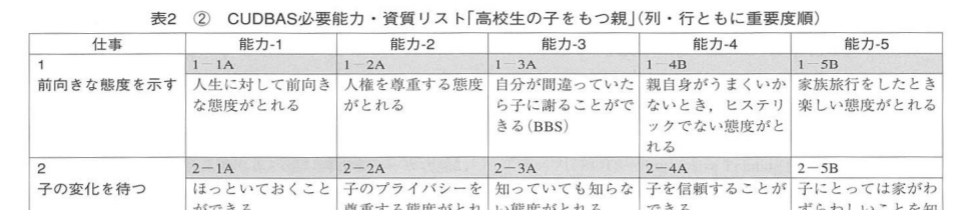 表2 ② CUDBAS必要能力・資質リスト「高校生の子をもつ親」(列・行ともに重要度順)
仕事 能力-1 能力-2 能力-3 能力-4 能力-5
1 1－1A 1－2A 1－3A 1－4B 1－5B
前向きな態度を示す 人生に対して前向き 人権を尊重する態度 自分が間違っていた 親自身がうまくいか 家族旅行をしたとき
な態度がとれる がとれる ら子に謝ることがで ないとき，ヒステリ 楽しい態度がとれる
きる(BBS) ックでない態度がと
れる
2 2－1A 2－2A 2－3A 2－4A 2－5B
子の変化を待つ ほっといておくこと 子のプライバシーを 知っていても知らな 子を信頼することが 子にとっては家がわ
ができる 尊重する態度がとれ い態度がとれる できる ずらわしいことを知